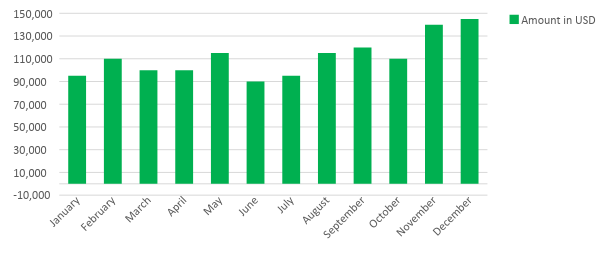 150,000
130,000
110,000
90,000
70,000
50,000
30,000
10,000
-10,000
January
February
March
April
May
June
July
August
September
October
November
December
Amount in USD